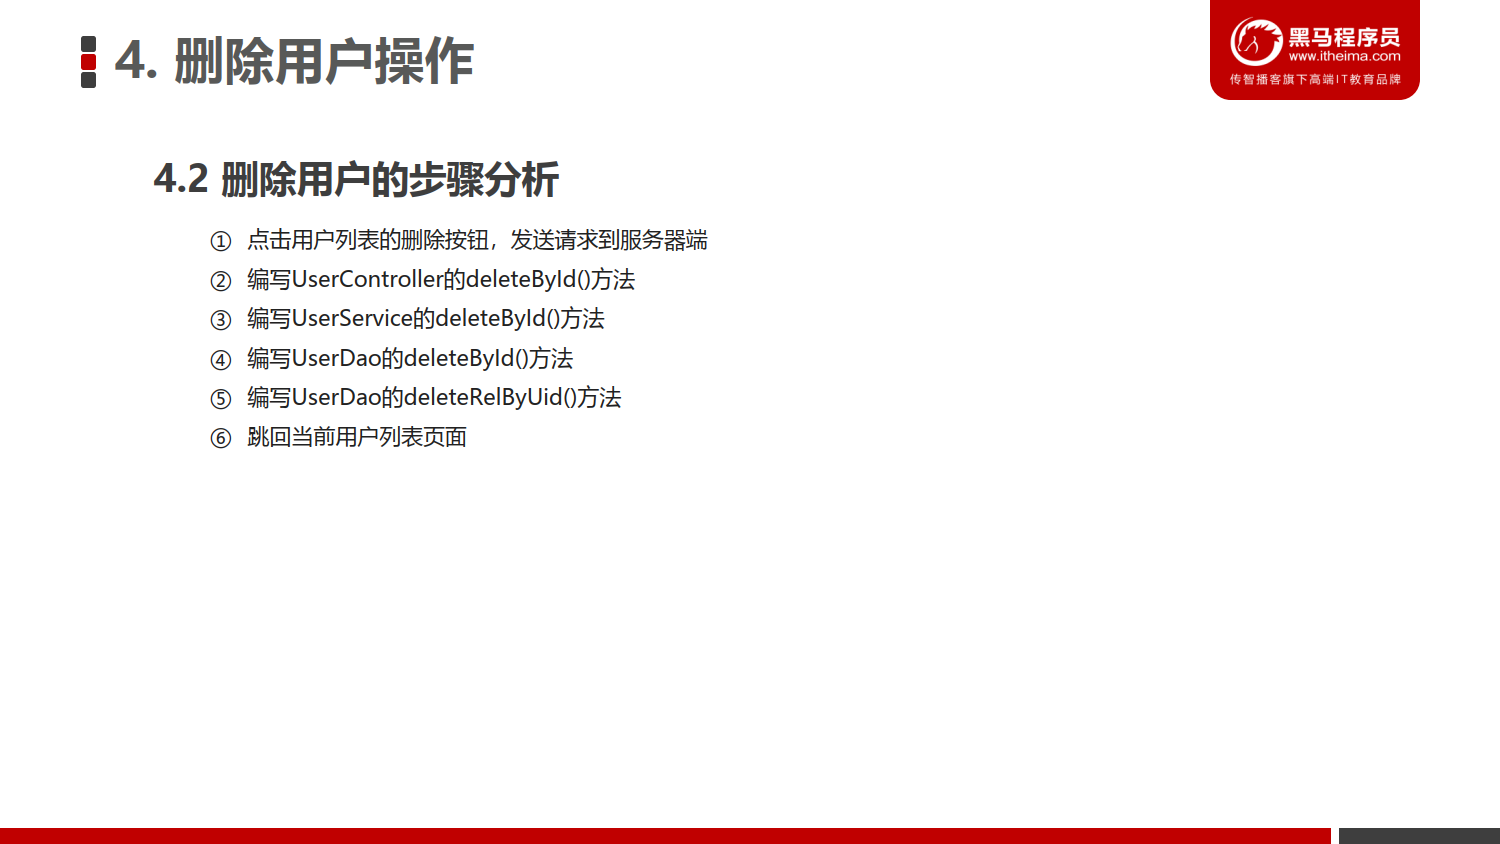 4. 删除用户操作
黑马程序员
www.itheima.com
传智播客旗下高端IT教育品牌
4.2 删除用户的步骤分析
① 点击用户列表的删除按钮，发送请求到服务器端
② 编写UserController的deleteById()方法
③ 编写UserService的deleteById()方法
④ 编写UserDao的deleteById()方法
⑤ 编写UserDao的deleteRelByUid()方法
⑥ 跳回当前用户列表页面